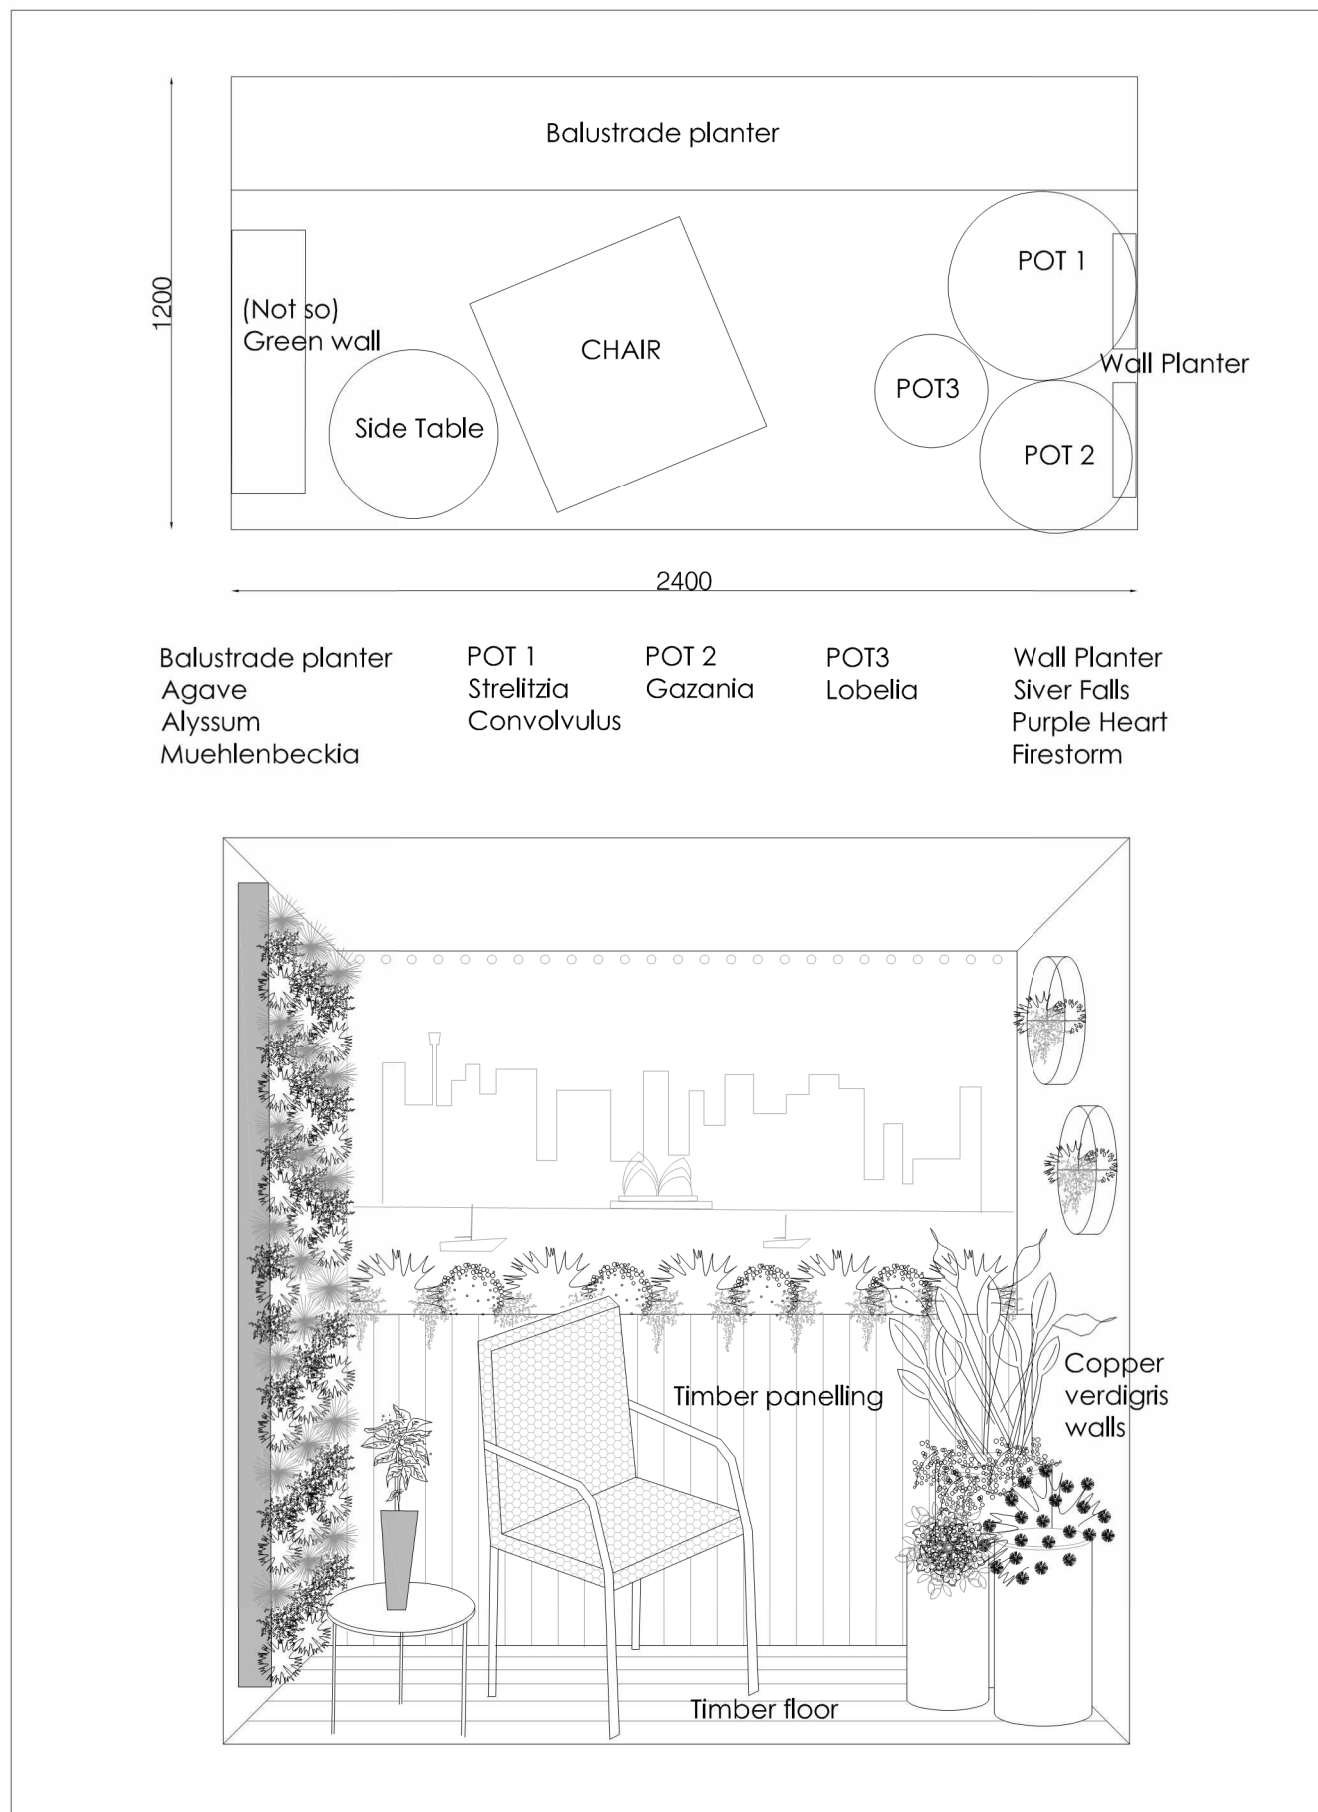 Balustrade planter
POT 1
(Not so)
Green wall
CHAIR
Wall Planter
POT3
Side Table
POT 2
1200
2400
Balustrade planter
Agave
Alyssum
Muehlenbeckia
POT 1
Strelitzia
Convolvulus
POT 2
Gazania
POT3
Lobelia
Wall Planter
Siver Falls
Purple Heart
Firestorm
Timber panelling
Copper
verdigris
walls
Timber floor